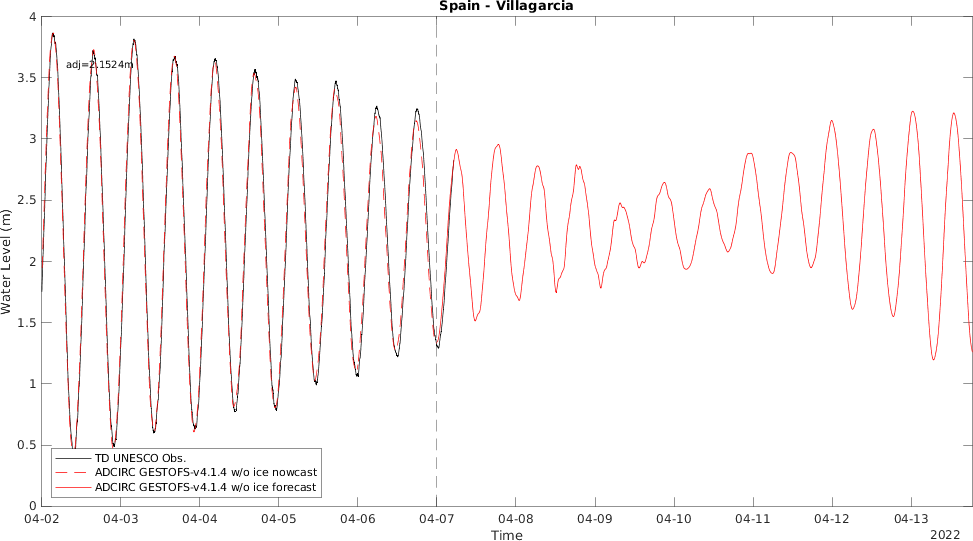 Spain - Villagarcia
4
3.5
3
2.5
2
1.5
1
0.5
0
Water Level (m)
adj=2.1524m
TD UNESCO Obs.
ADCIRC GESTOFS-v4.1.4 w/o ice nowcast
ADCIRC GESTOFS-v4.1.4 w/o ice forecast
04-02 04-03 04-04 04-05 04-06 04-07 04-08 04-09 04-10 04-11 04-12 04-13
Time
2022